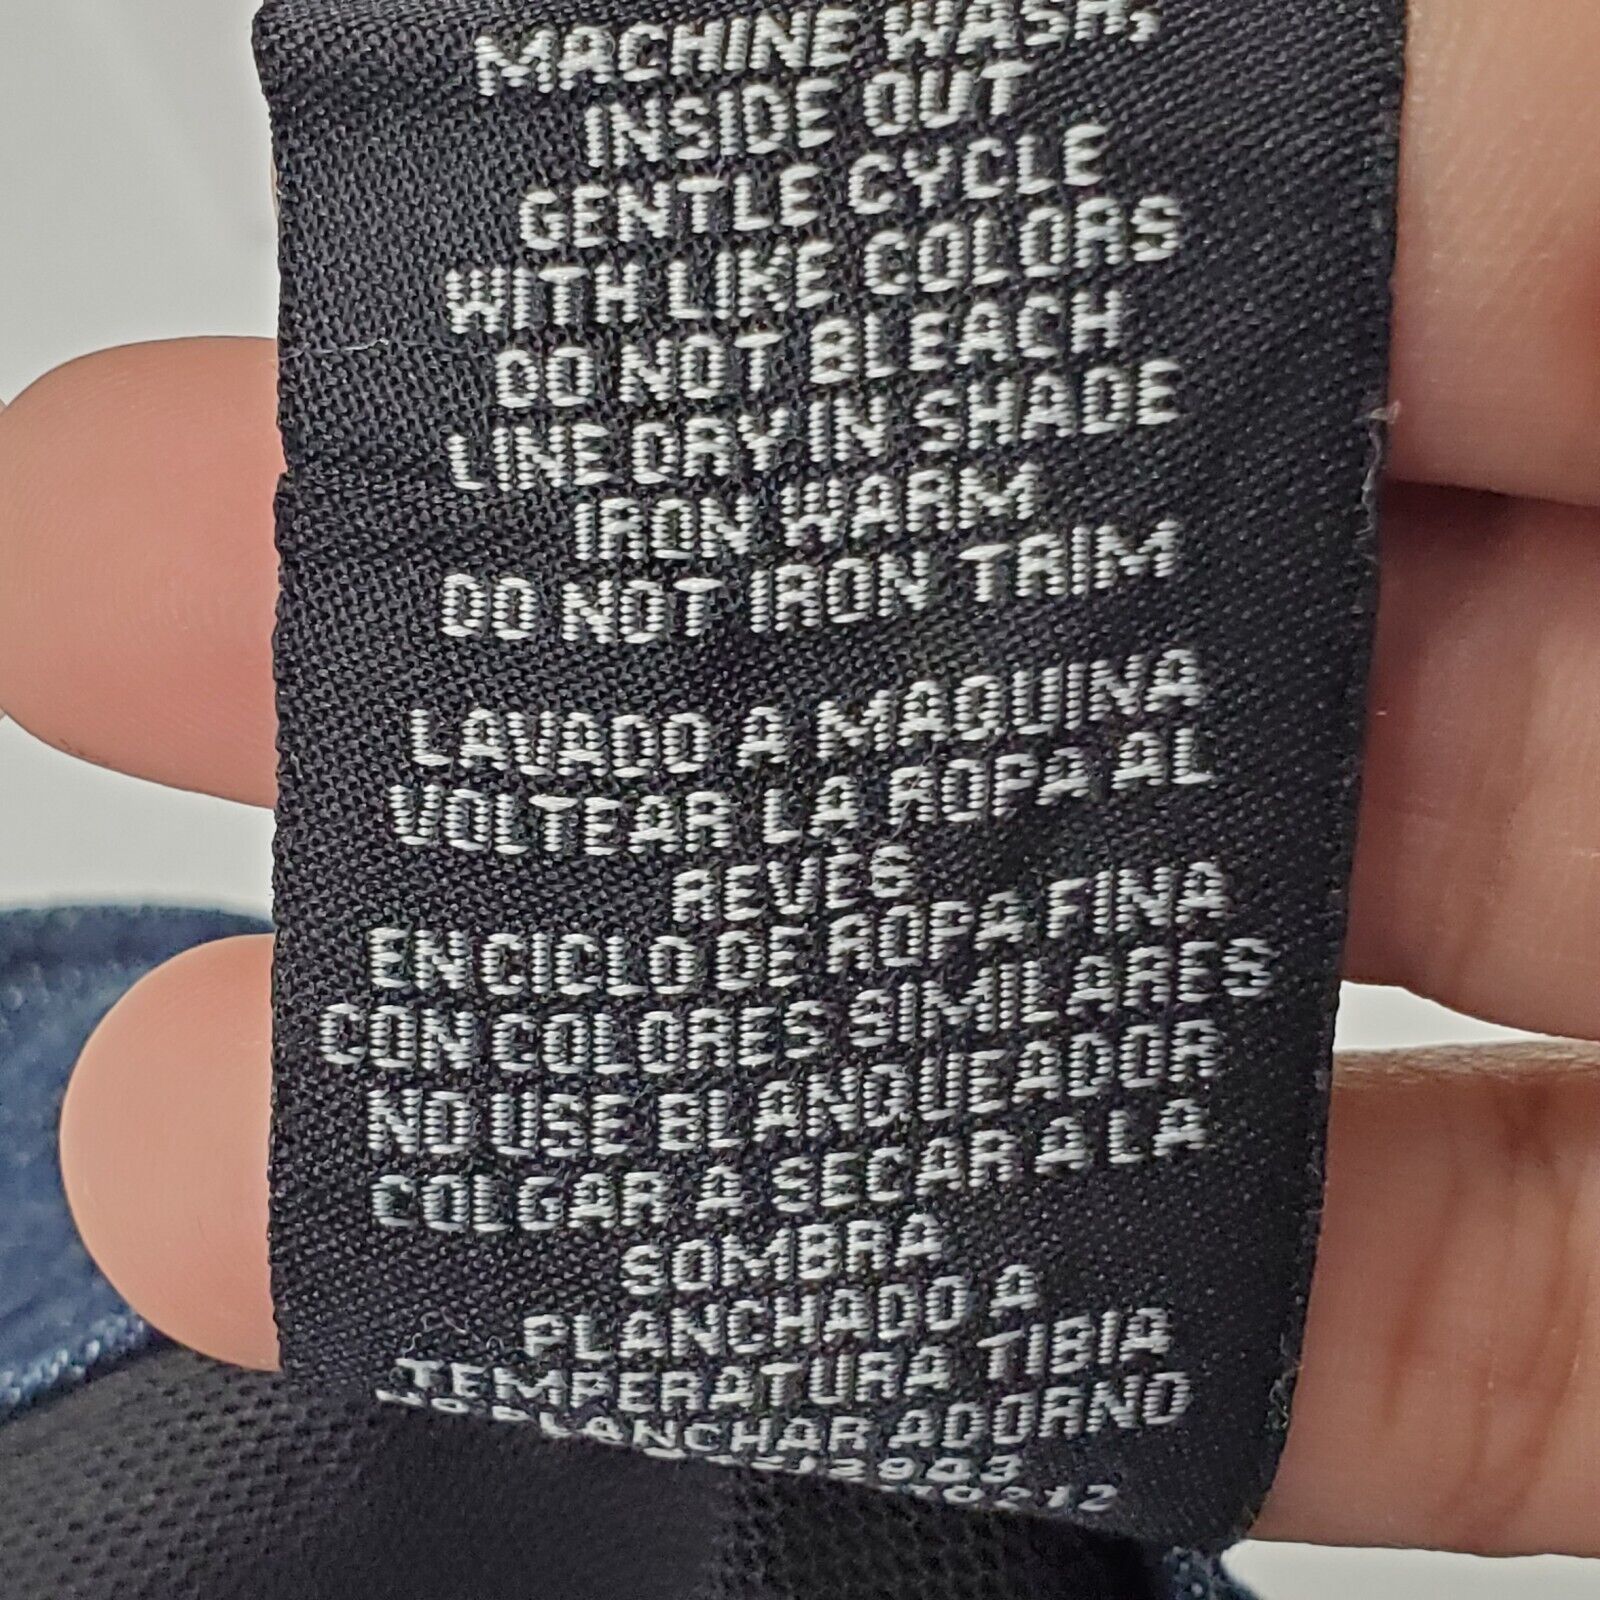 MACHINE WASH,
INSIDE OUT
GENTLE CYCLE
WITH LIKE COLORS
DO NOT BLEACH
LINE DRY IN SHADE
IRON WARM
DO NOT IRON TRIM
LAVADO A MAQUINA
VOLTEAR LA ROPA AL
REVES
EN CICLO DE ROPA FINA
CON COLORES SIMILARES
NO USE BLANQUEADOR
COLGAR A SECAR A LA
SOMBRA
PLANCHADO A
TEMPERATURA TIBIA
NO PLANCHAR ADORNO